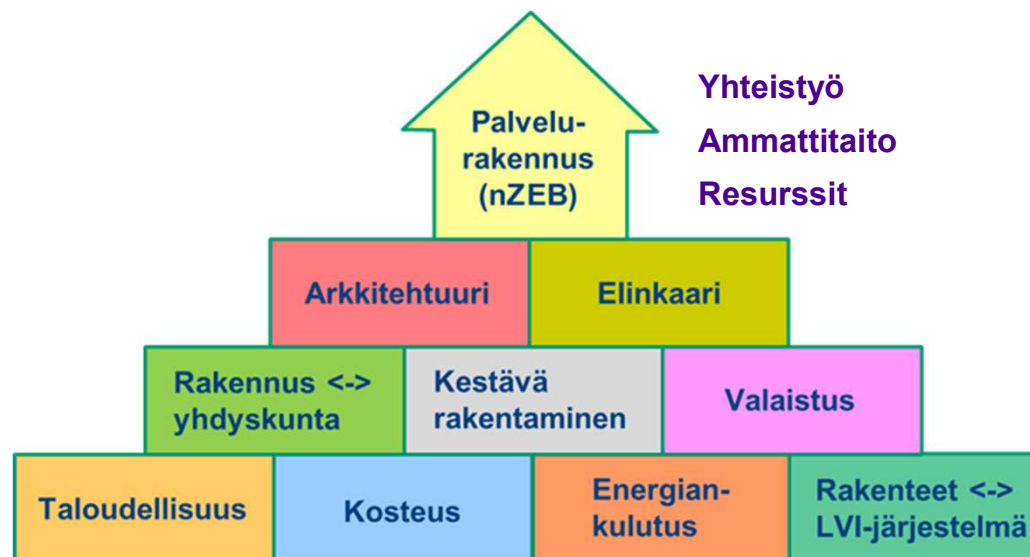 Palvelu-
rakennus
(nZEB)
Yhteistyö
Ammattitaito
Resurssit
Arkkitehtuuri
Elinkaari
Rakennus <->
yhdyskunta
Kestävä
rakentaminen
Valaistus
Taloudellisuus
Kosteus
Energian-
kulutus
Rakenteet <->
LVI-järjestelmä